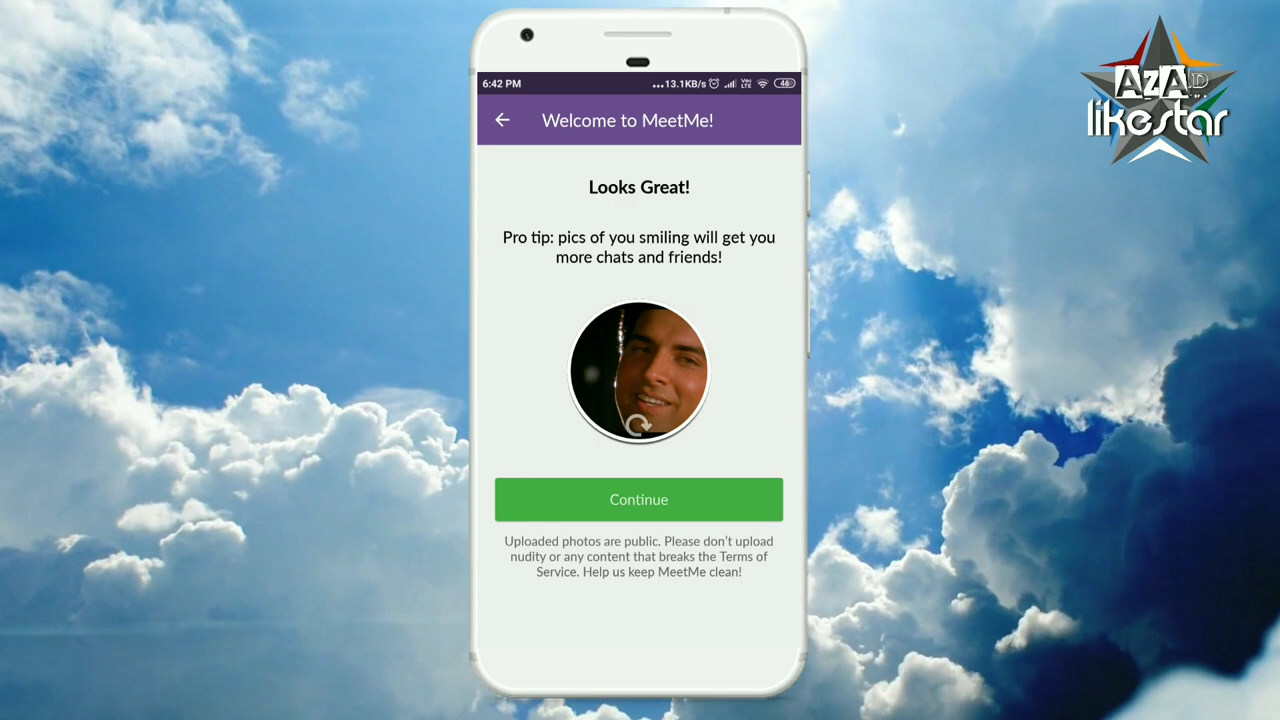 6:42 PM
...13.1KB/s
46
Welcome to MeetMe!
Looks Great!
Pro tip: pics of you smiling will get you
more chats and friends!
Continue
Uploaded photos are public. Please don't upload
nudity or any content that breaks the Terms of
Service. Help us keep MeetMe clean!
AzA
likestar